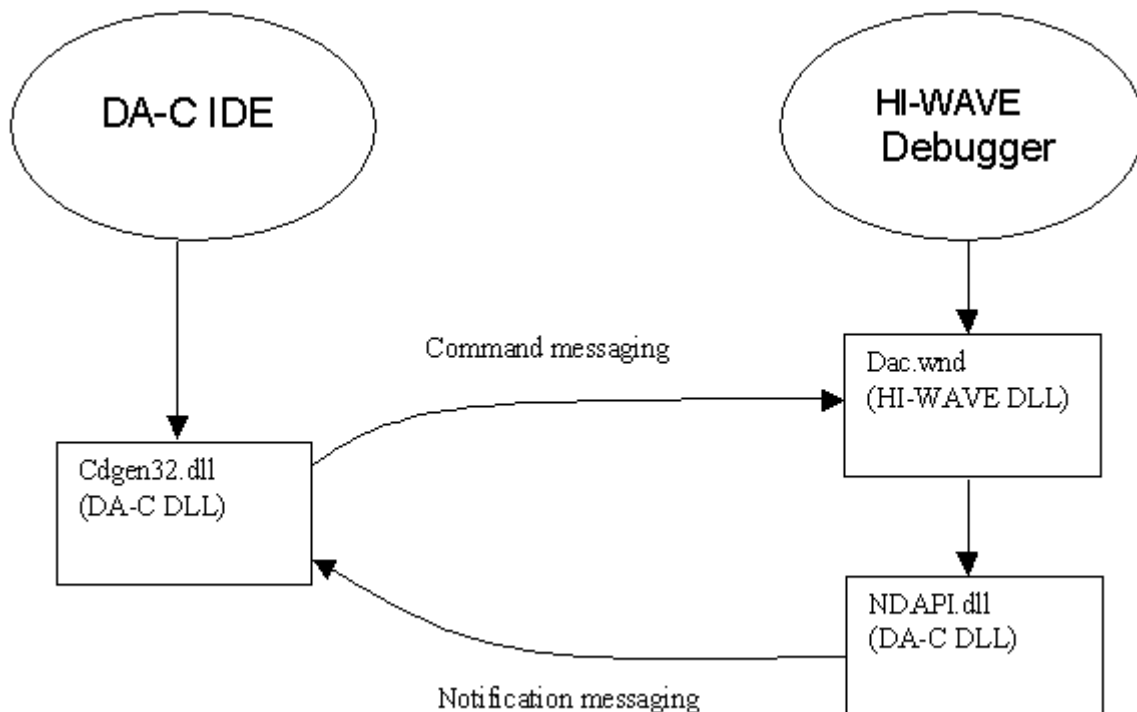 DA-C IDE
HI-WAVE
Debugger
Command messaging
Dac.wnd
(HI-WAVE DLL)
Cdgen32.dll
(DA-C DLL)
NDAPI.dll
(DA-C DLL)
Notification messaging